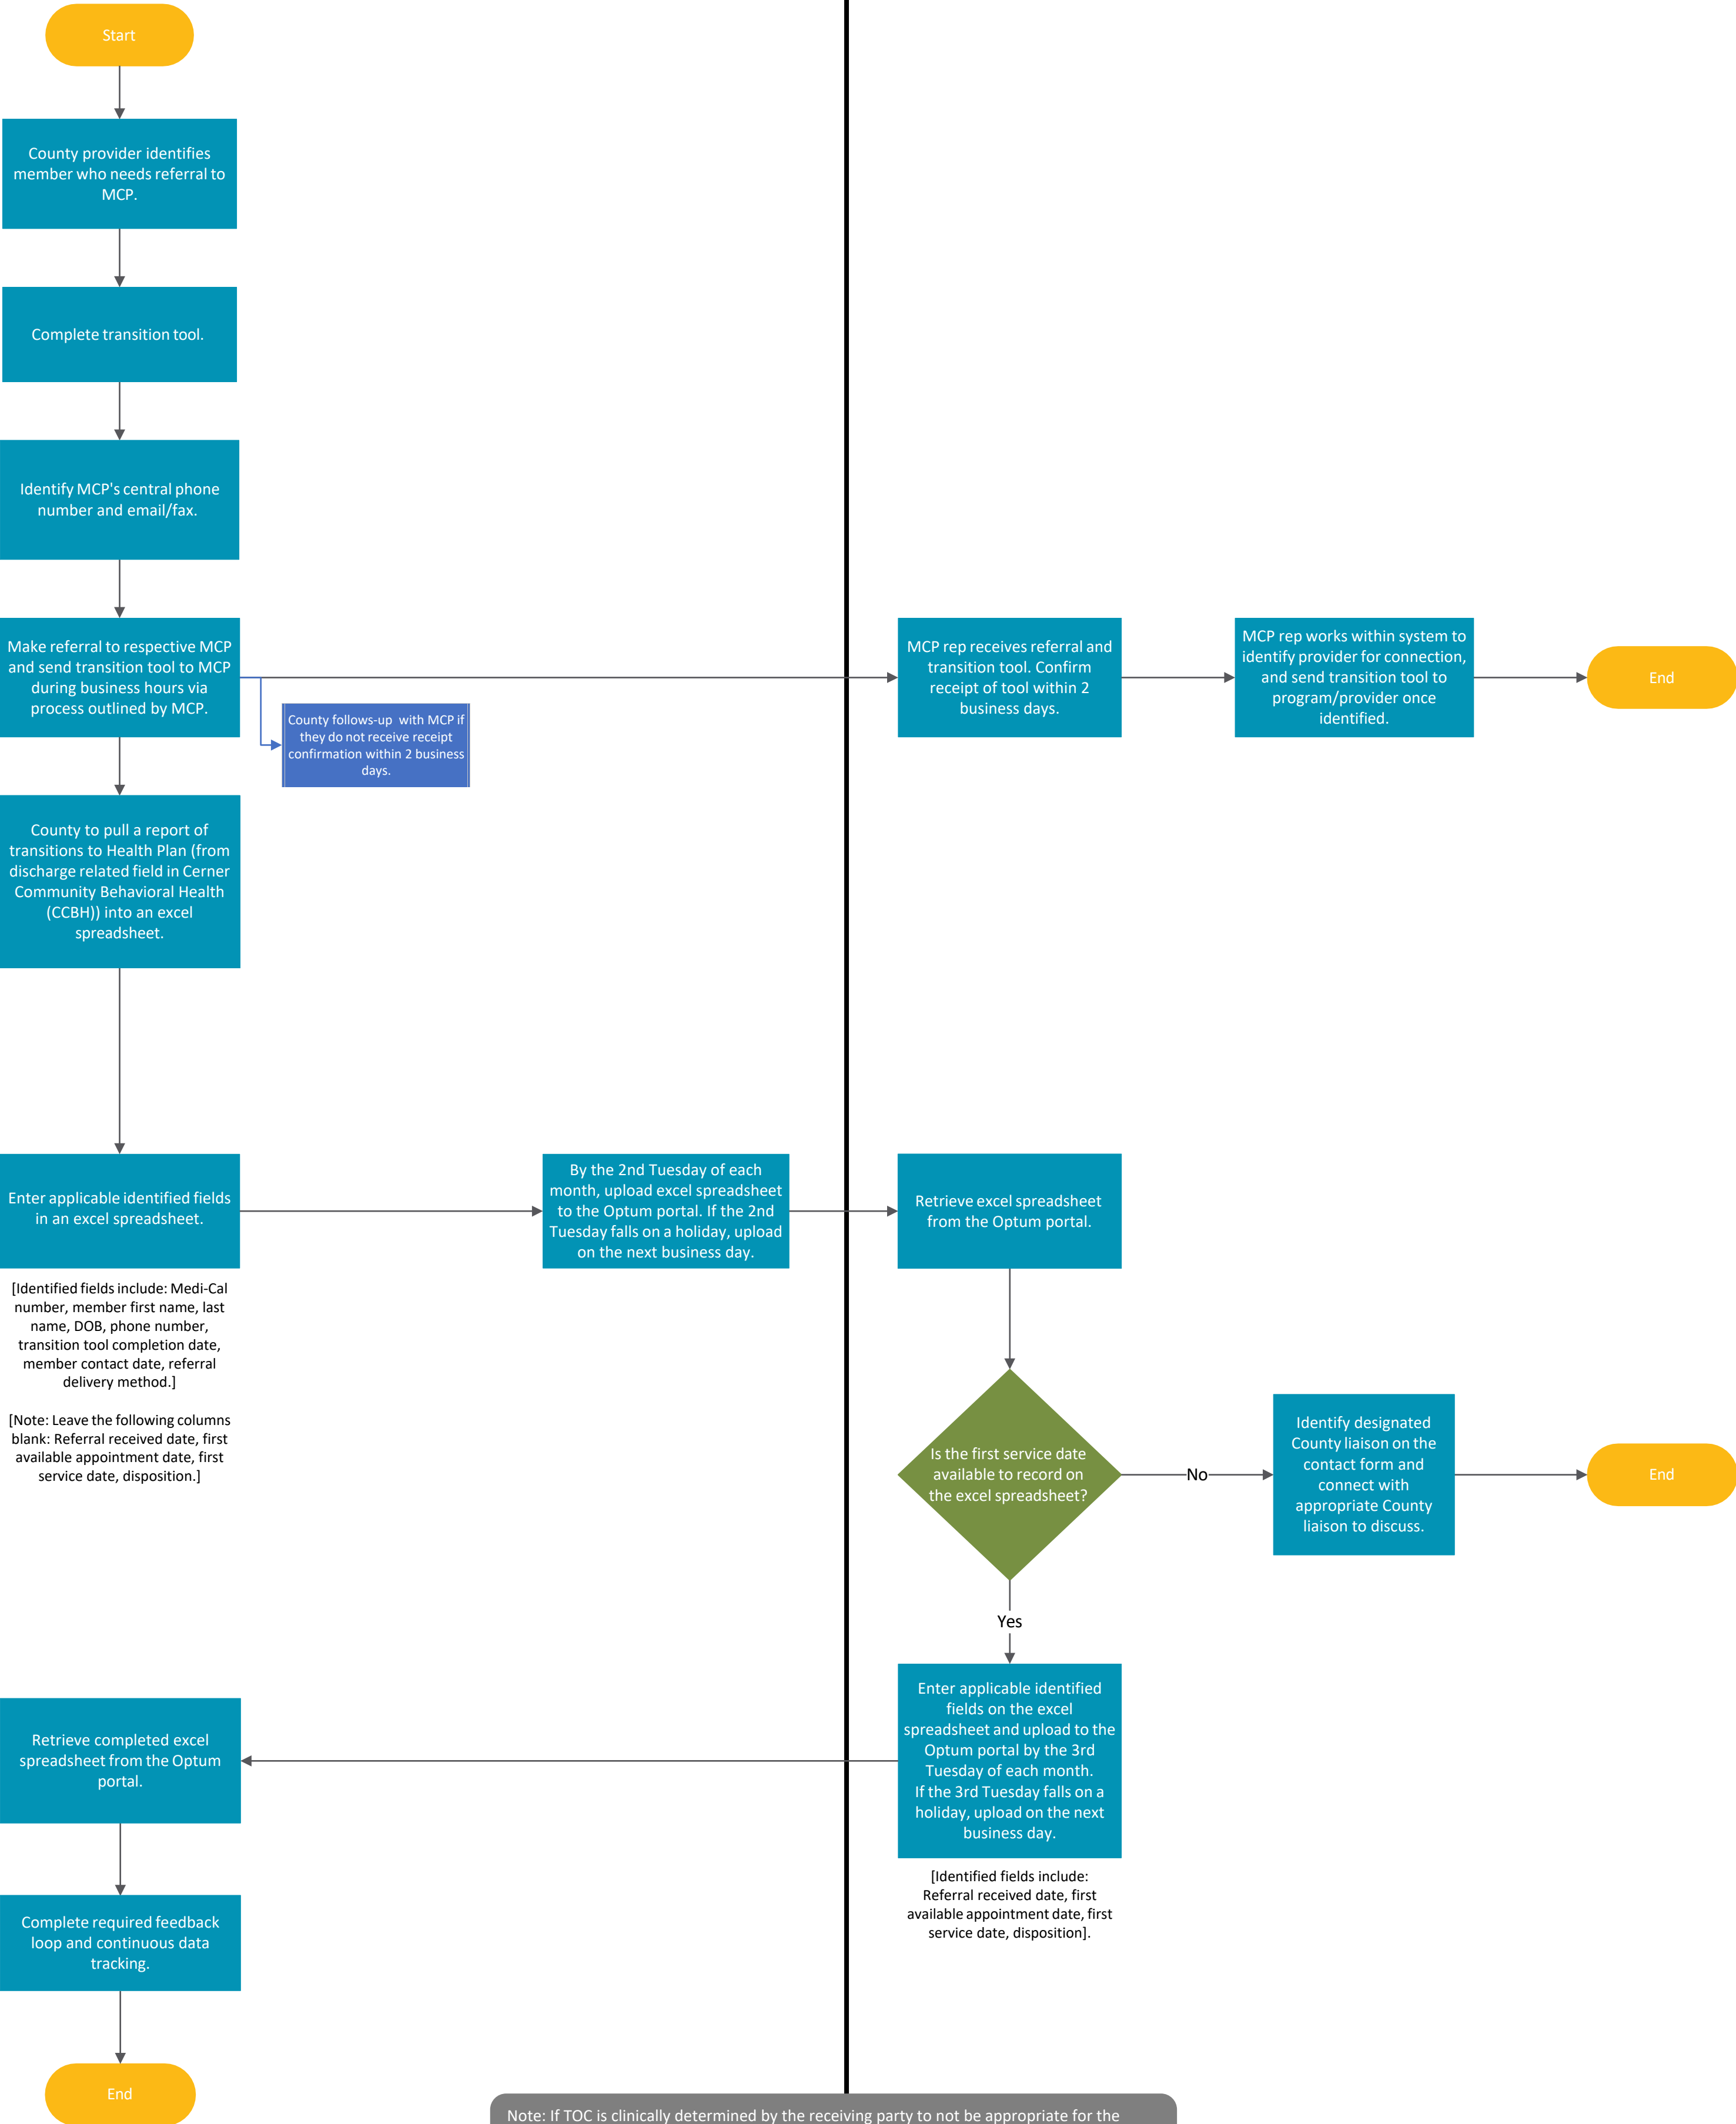 Start
County provider identifies
member who needs referral to
MCP.
Complete transition tool.
Identify MCP's central phone
number and email/fax.
Make referral to respective MCP
and send transition tool to MCP
during business hours via
process outlined by MCP.
County follows-up with MCP if
they do not receive receipt
confirmation within 2 business
days.
MCP rep receives referral and
transition tool. Confirm
receipt of tool within 2
business days.
MCP rep works within system to
identify provider for connection,
and send transition tool to
program/provider once
identified.
End
County to pull a report of
transitions to Health Plan (from
discharge related field in Cerner
Community Behavioral Health
(CCBH)) into an excel
spreadsheet.
Enter applicable identified fields
in an excel spreadsheet.
[Identified fields include: Medi-Cal
number, member first name, last
name, DOB, phone number,
transition tool completion date,
member contact date, referral
delivery method.]
[Note: Leave the following columns
blank: Referral received date, first
available appointment date, first
service date, disposition.]
By the 2nd Tuesday of each
month, upload excel spreadsheet
to the Optum portal. If the 2nd
Tuesday falls on a holiday, upload
on the next business day.
Retrieve excel spreadsheet
from the Optum portal.
Is the first service date
available to record on
the excel spreadsheet?
No
Identify designated
County liaison on the
contact form and
connect with
appropriate County
liaison to discuss.
End
Yes
Enter applicable identified
fields on the excel
spreadsheet and upload to the
Optum portal by the 3rd
Tuesday of each month.
If the 3rd Tuesday falls on a
holiday, upload on the next
business day.
[Identified fields include:
Referral received date, first
available appointment date, first
service date, disposition].
Retrieve completed excel
spreadsheet from the Optum
portal.
Complete required feedback
loop and continuous data
tracking.
End
Note: If TOC is clinically determined by the receiving party to not be appropriate for the